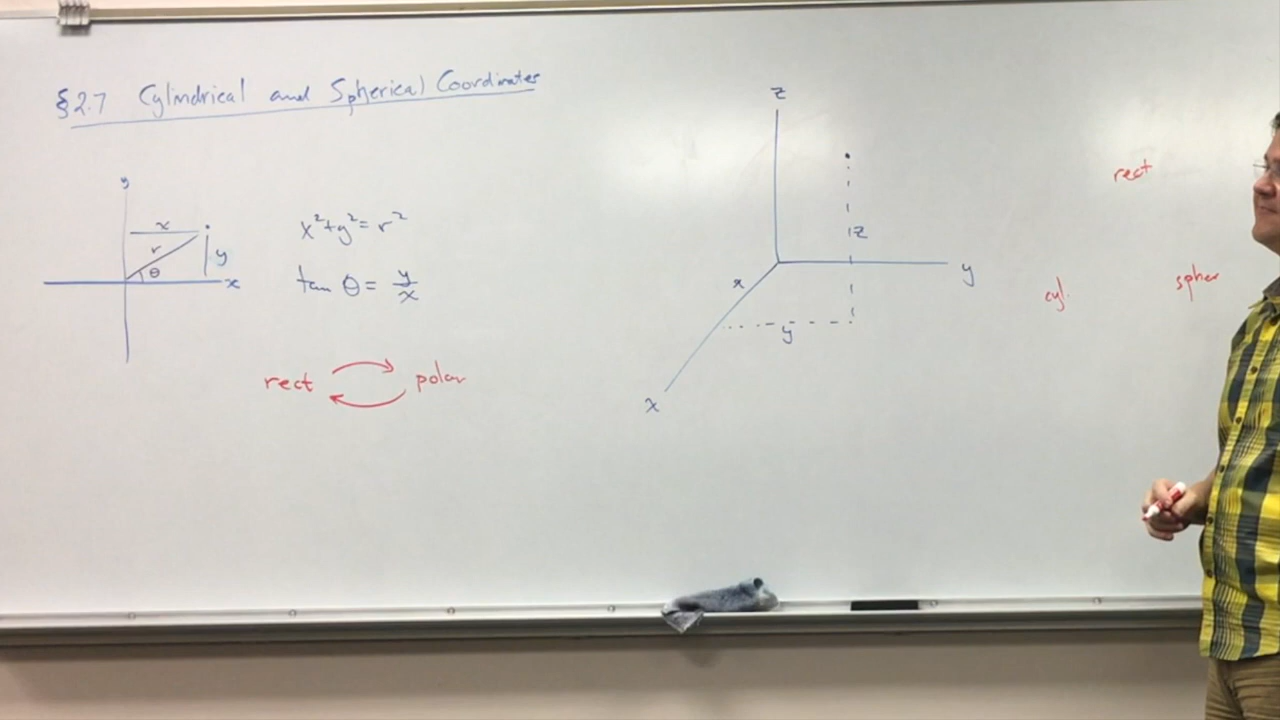 §2.7 Cylindrical and Spherical Coordinates
y
x
r
y
θ
x
x²+y²=r²
tan θ = y/x
rect polar
z
z
y
x
y
x
rect
cyl. spher